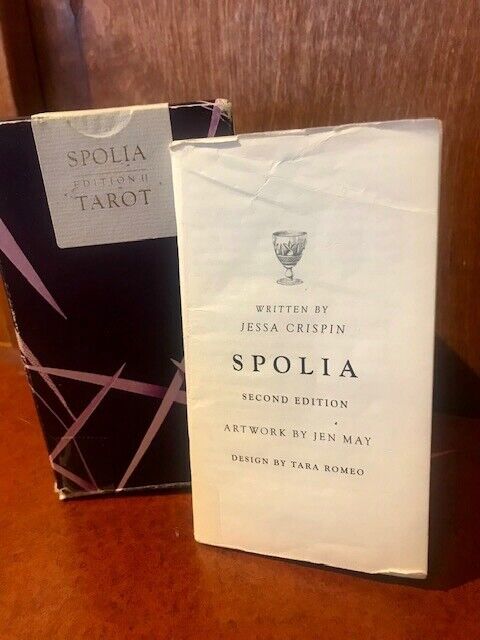 SPOLIA
EDITION II
TAROT
WRITTEN BY
JESSA CRISPIN
SPOLIA
SECOND EDITION
ARTWORK BY JEN MAY
DESIGN BY TARA ROMEO